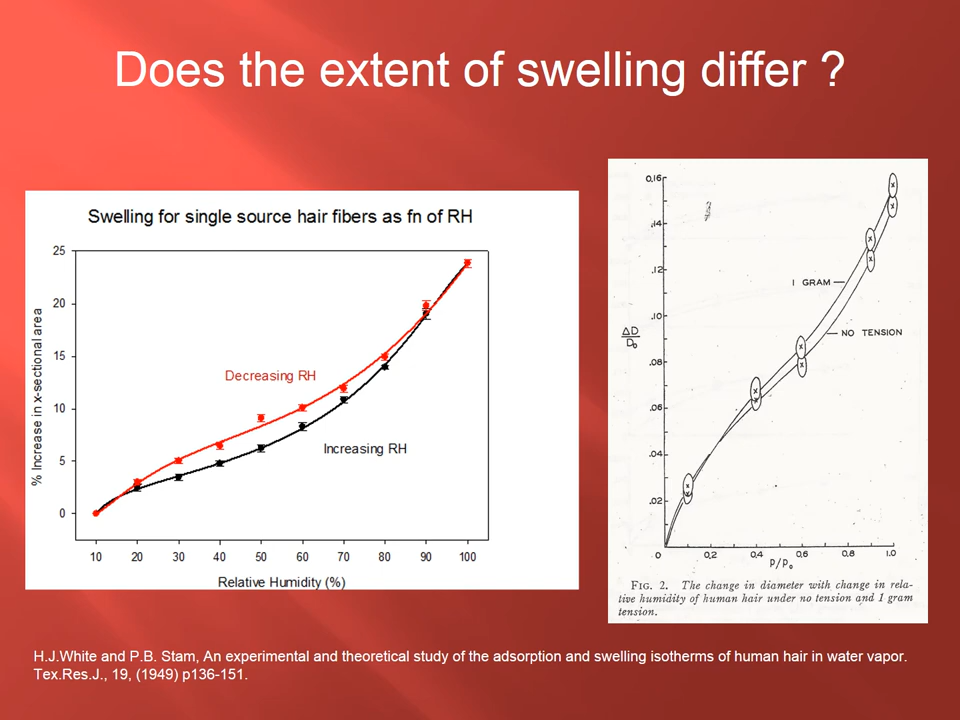 Does the extent of swelling differ ?
Swelling for single source hair fibers as fn of RH
% Increase in x-sectional area
25
20
15
10
5
0
Decreasing RH
Increasing RH
10 20 30 40 50 60 70 80 90 100
Relative Humidity (%)
0.16
.14
.12
.10
.08
.06
.04
.02
0
ΔD
D₀
1 GRAM
NO TENSION
0.2 0.4 0.6 0.8 1.0
P/P₀
FIG. 2. The change in diameter with change in rela-
tive humidity of human hair under no tension and 1 gram
tension.
H.J.White and P.B. Stam, An experimental and theoretical study of the adsorption and swelling isotherms of human hair in water vapor.
Tex.Res.J., 19, (1949) p136-151.